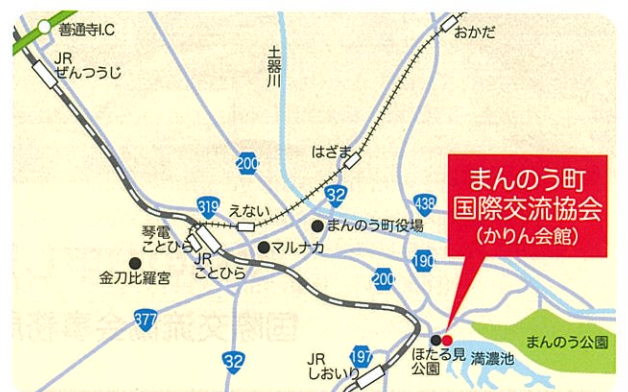 善通寺I.C
JR
ぜんつうじ
土器川
おかだ
はざま
200
319
えない
32
438
まんのう町
国際交流協会
(かりん会館)
まんのう町役場
琴電
ことひら
JR
ことひら
マルナカ
金刀比羅宮
190
200
377
32
197
JR
しおいり
ほたる見
公園
満濃池
まんのう公園